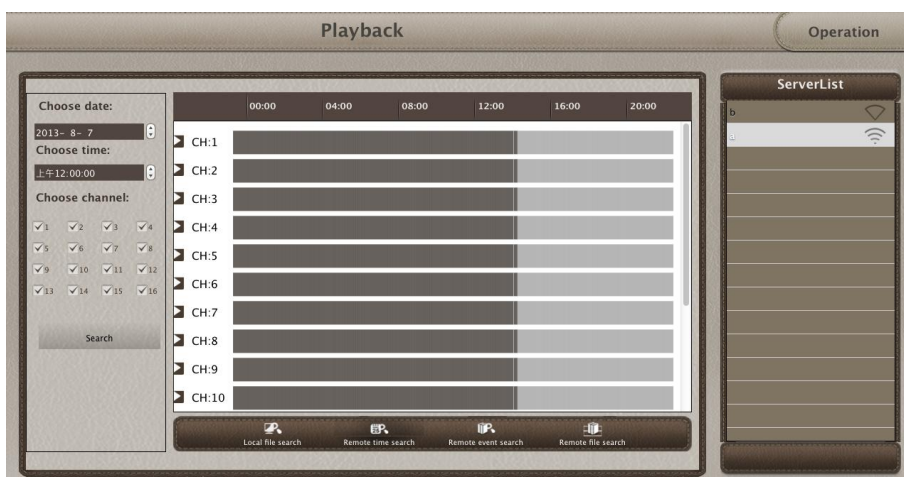 Playback
Operation
Choose date:
2013- 8- 7
Choose time:
上午12:00:00
Choose channel:
1 2 3 4
5 6 7 8
9 10 11 12
13 14 15 16
Search
00:00 04:00 08:00 12:00 16:00 20:00
CH:1
CH:2
CH:3
CH:4
CH:5
CH:6
CH:7
CH:8
CH:9
CH:10
Local file search
Remote time search
Remote event search
Remote file search
ServerList
b
a